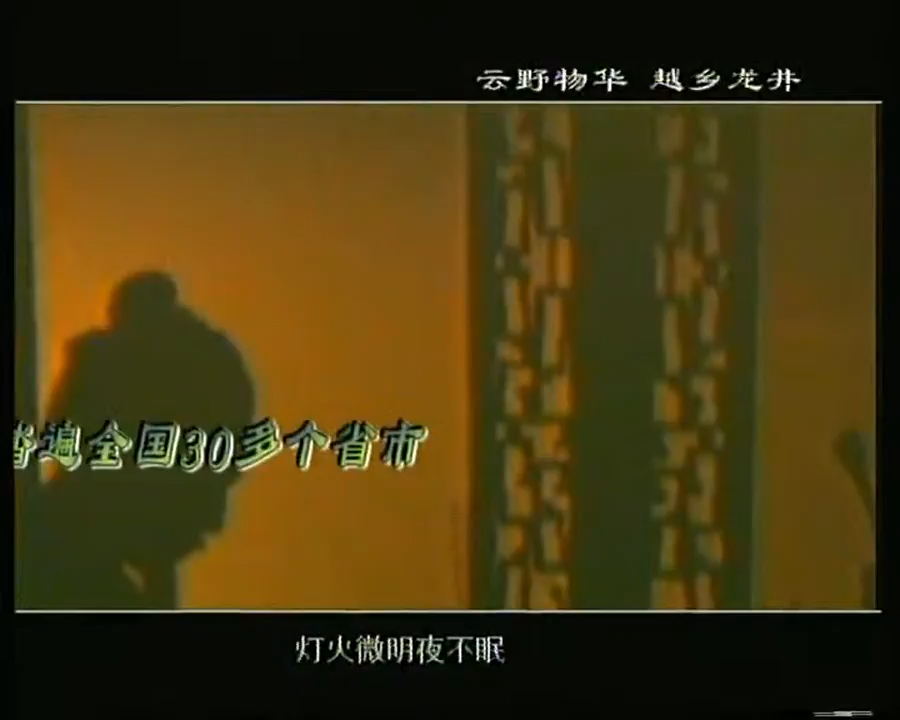 云野物华 越乡龙井
踏遍全国30多个省市
灯火微明夜不眠